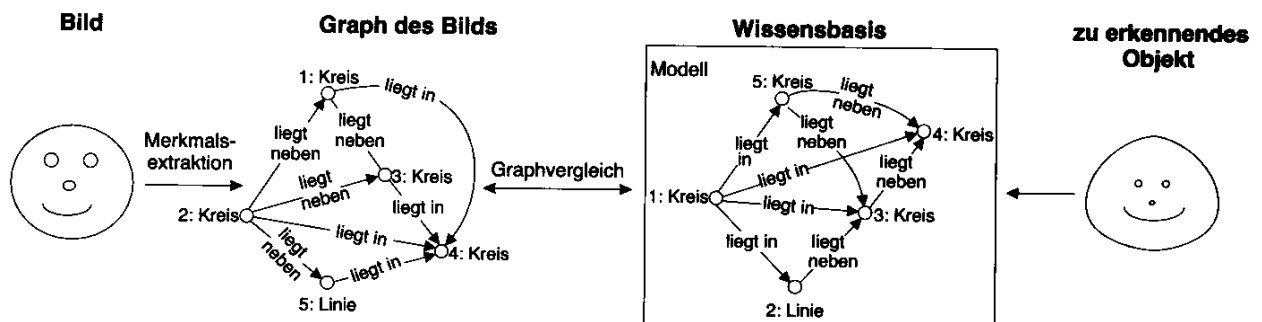 Bild
Graph des Bilds
Wissensbasis
zu erkennendes
Objekt
Merkmals-
extraktion
1: Kreis
liegt in
liegt
neben
liegt
neben
liegt
neben
3: Kreis
liegt in
2: Kreis
liegt in
liegt
neben
liegt in
4: Kreis
5: Linie
Graphvergleich
Modell
5: Kreis
liegt
neben
liegt
neben
4: Kreis
liegt
in
liegt in
liegt
neben
1: Kreis
liegt in
3: Kreis
liegt in
liegt
neben
2: Linie